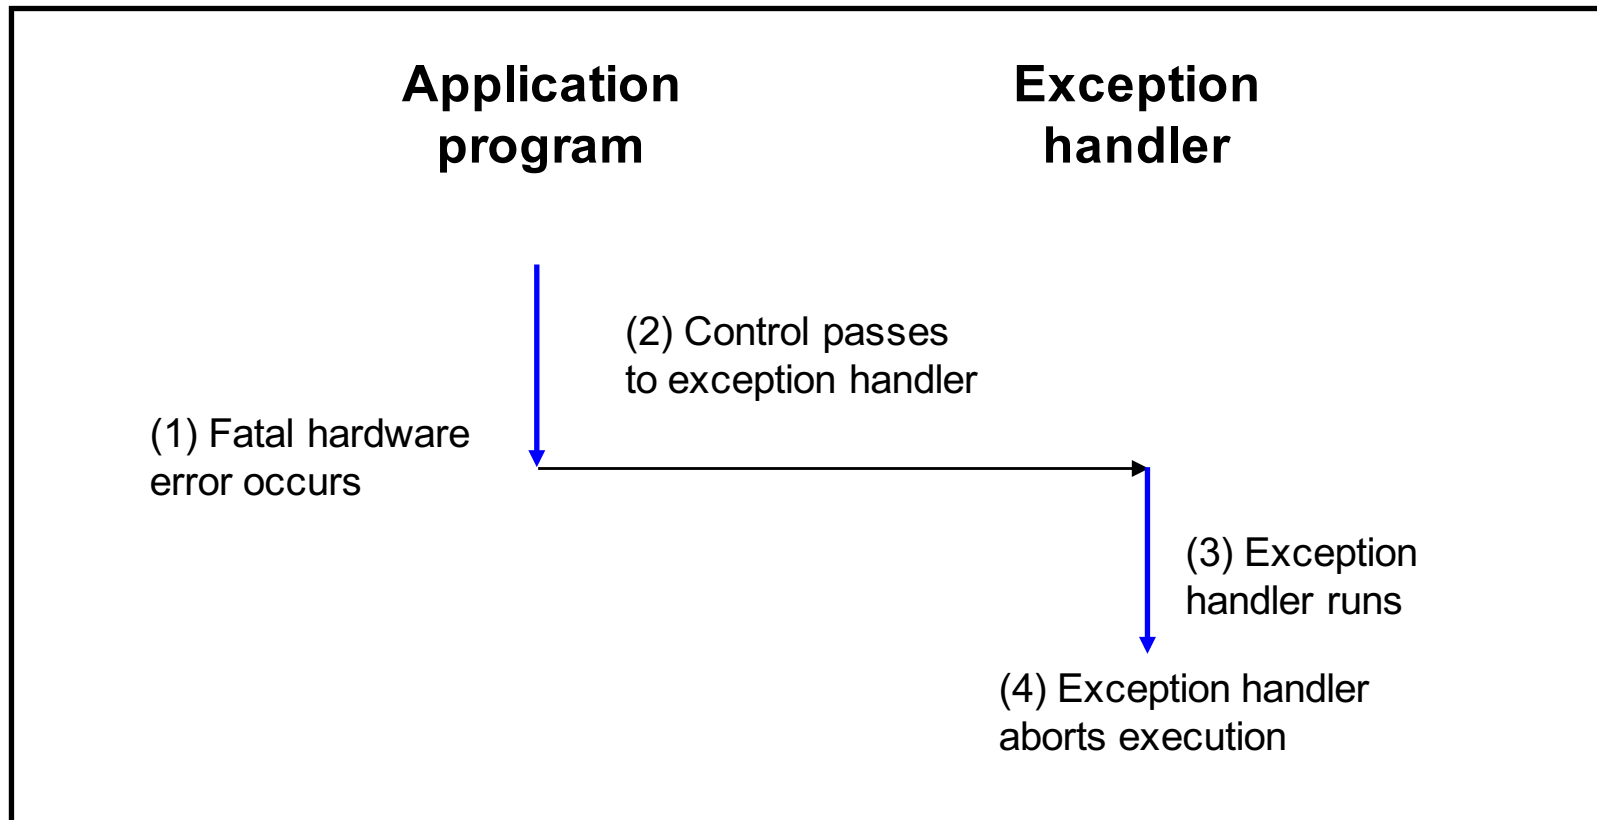 Application
program
Exception
handler
(2) Control passes
to exception handler
(1) Fatal hardware
error occurs
(3) Exception
handler runs
(4) Exception handler
aborts execution